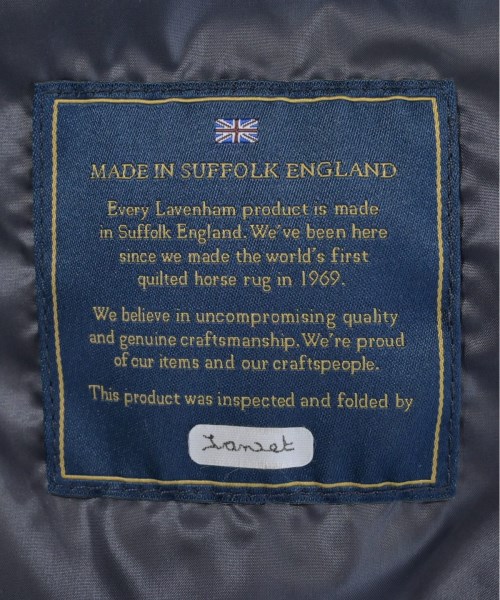 MADE IN SUFFOLK ENGLAND
Every Lavenham product is made
in Suffolk England. We've been here
since we made the world's first
quilted horse rug in 1969.
We believe in uncompromising quality
and genuine craftsmanship. We're proud
of our items and our craftspeople.
This product was inspected and folded by